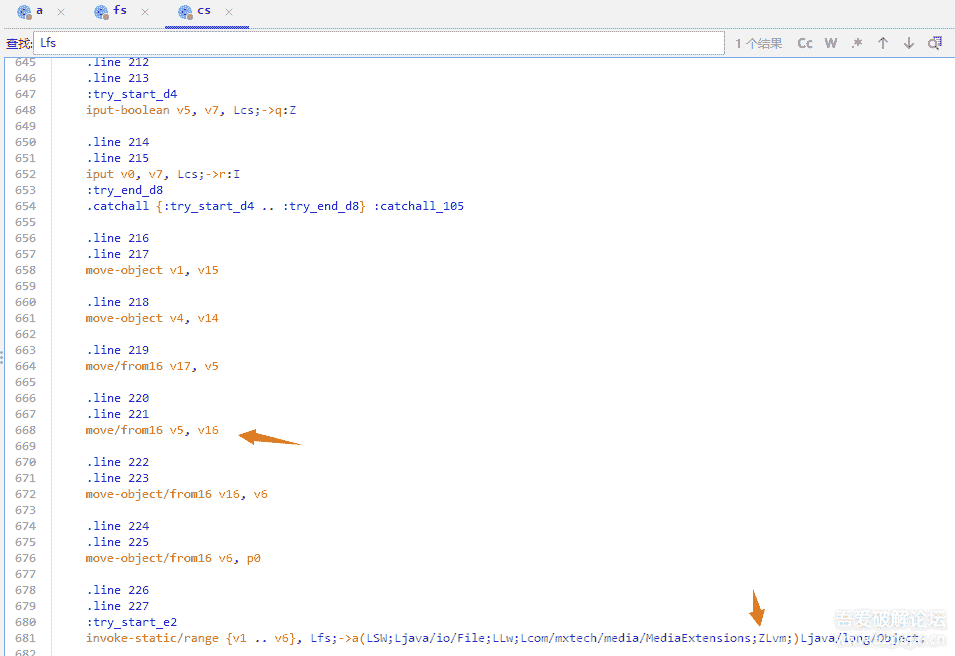 a fs cs
查找: Lfs 1 个结果 Cc W .*
645 .line 212
646 .line 213
647 :try_start_d4
648 iput-boolean v5, v7, Lcs;->q:Z
649
650 .line 214
651 .line 215
652 iput v0, v7, Lcs;->r:I
653 :try_end_d8
654 .catchall {:try_start_d4 .. :try_end_d8} :catchall_105
655
656 .line 216
657 .line 217
658 move-object v1, v15
659
660 .line 218
661 move-object v4, v14
662
663 .line 219
664 move/from16 v17, v5
665
666 .line 220
667 .line 221
668 move/from16 v5, v16
669
670 .line 222
671 .line 223
672 move-object/from16 v16, v6
673
674 .line 224
675 .line 225
676 move-object/from16 v6, p0
677
678 .line 226
679 .line 227
680 :try_start_e2
681 invoke-static/range {v1 .. v6}, Lfs;->a(LSW;Ljava/io/File;LLw;Lcom/mxtech/media/MediaExtensions;ZLvm;)Ljava/lang/Object;
682
吾爱破解论坛